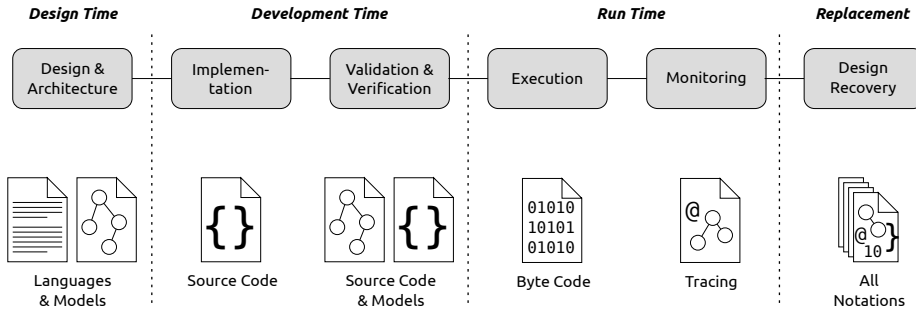 Design Time
Development Time
Run Time
Replacement
Design &
Architecture
Implemen-
tation
Validation &
Verification
Execution
Monitoring
Design
Recovery
{}
{}
01010
10101
01010
@
@
}
10
Languages
& Models
Source Code
Source Code
& Models
Byte Code
Tracing
All
Notations